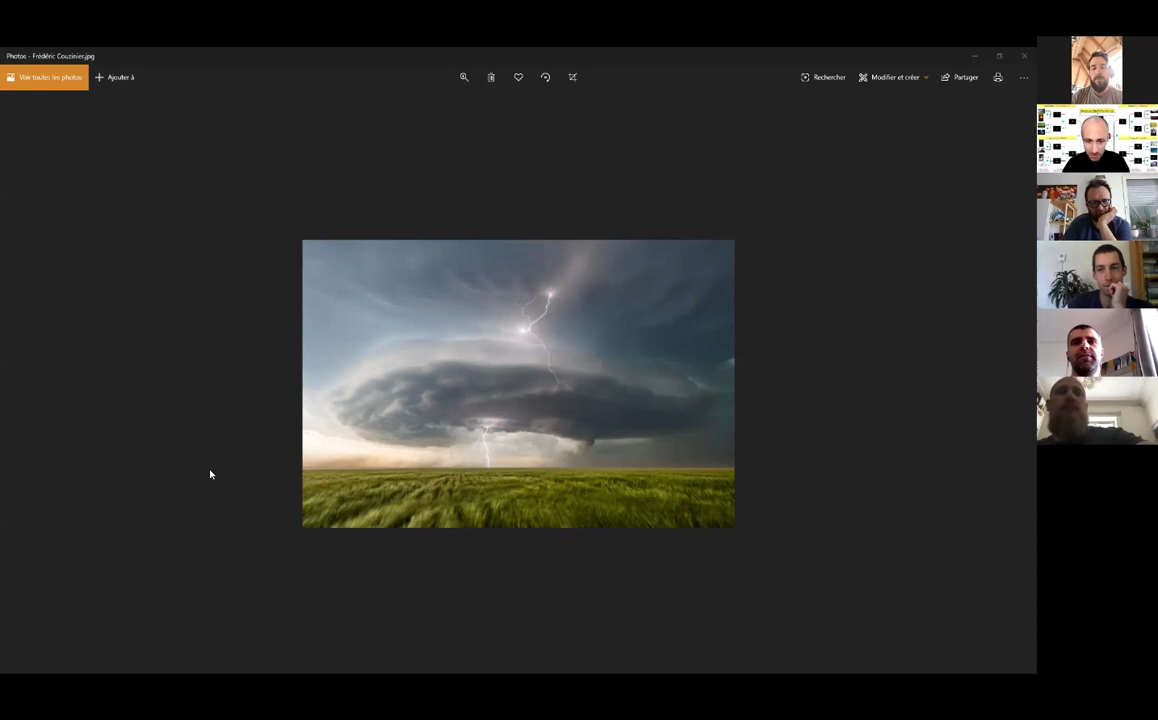 Photos - Frédéric Couzinier.jpg
Voir toutes les photos
Ajouter à
Rechercher
Modifier et créer
Partager